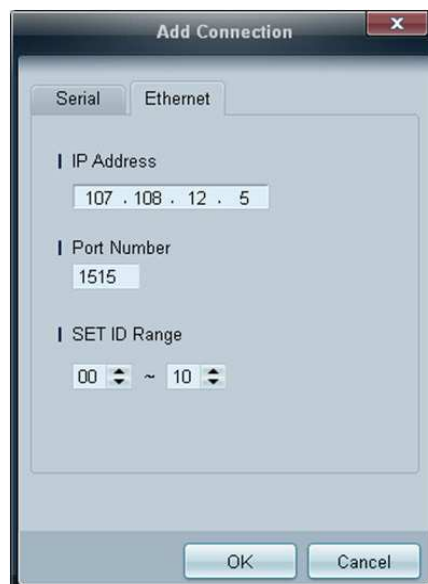 Add Connection
x
Serial Ethernet
IP Address
107 . 108 . 12 . 5
Port Number
1515
SET ID Range
00 ~ 10
OK Cancel